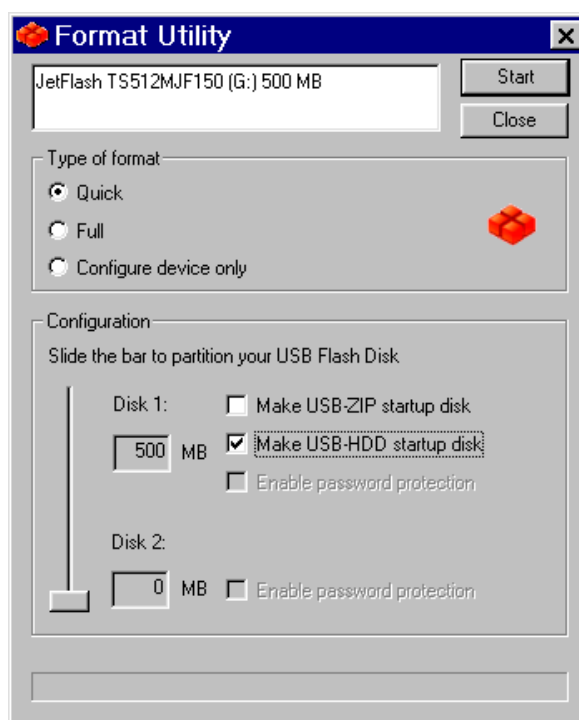 Format Utility
JetFlash TS512MJF150 (G:) 500 MB
Start
Close
Type of format
Quick
Full
Configure device only
Configuration
Slide the bar to partition your USB Flash Disk
Disk 1:
Make USB-ZIP startup disk
500 MB
Make USB-HDD startup disk
Enable password protection
Disk 2:
0 MB
Enable password protection